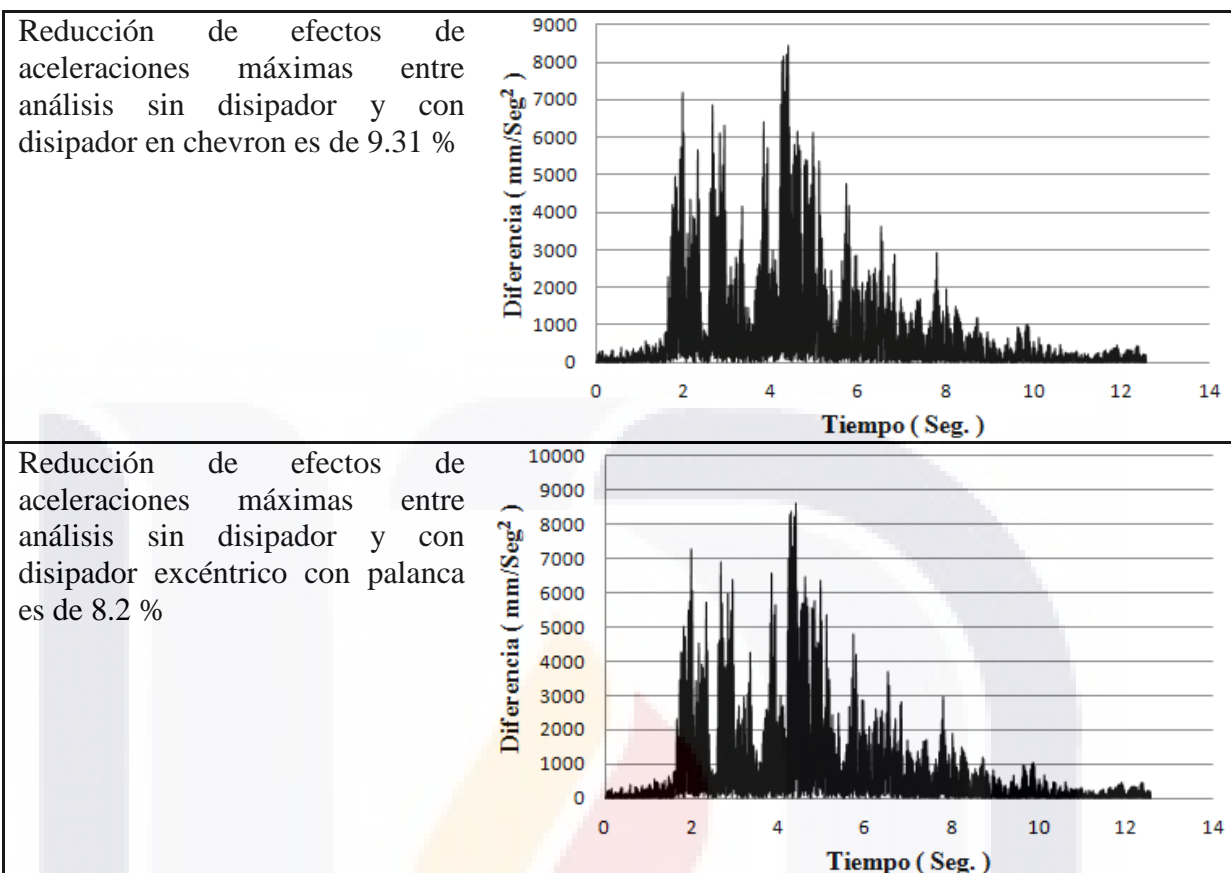 Reducción de efectos de
aceleraciones máximas entre
análisis sin disipador y con
disipador en chevron es de 9.31 %
9000
8000
7000
6000
5000
4000
3000
2000
1000
0
Diferencia ( mm/Seg² )
0 2 4 6 8 10 12 14
Tiempo ( Seg. )
Reducción de efectos de
aceleraciones máximas entre
análisis sin disipador y con
disipador excéntrico con palanca
es de 8.2 %
10000
9000
8000
7000
6000
5000
4000
3000
2000
1000
0
Diferencia ( mm/Seg² )
0 2 4 6 8 10 12 14
Tiempo ( Seg. )